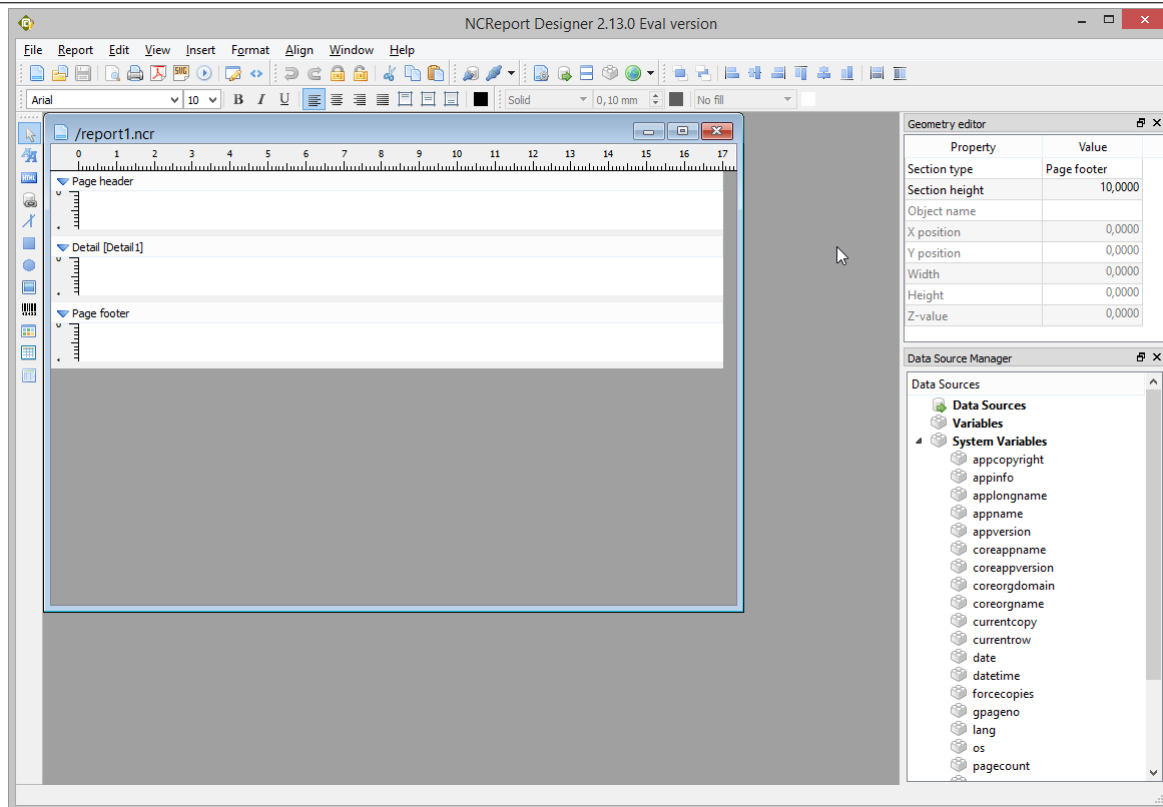 NCReport Designer 2.13.0 Eval version
File Report Edit View Insert Format Align Window Help
SVG
Arial 10 B I U Solid 0,10 mm No fill
/report1.ncr
0 1 2 3 4 5 6 7 8 9 10 11 12 13 14 15 16 17
Page header
0
Detail [Detail1]
0
Page footer
0
HTML
Geometry editor
Property Value
Section type Page footer
Section height 10,0000
Object name
X position 0,0000
Y position 0,0000
Width 0,0000
Height 0,0000
Z-value 0,0000
Data Source Manager
Data Sources
Data Sources
Variables
System Variables
appcopyright
appinfo
applongname
appname
appversion
coreappname
coreappversion
coreorgdomain
coreorgname
currentcopy
currentrow
date
datetime
forcecopies
gpageno
lang
os
pagecount